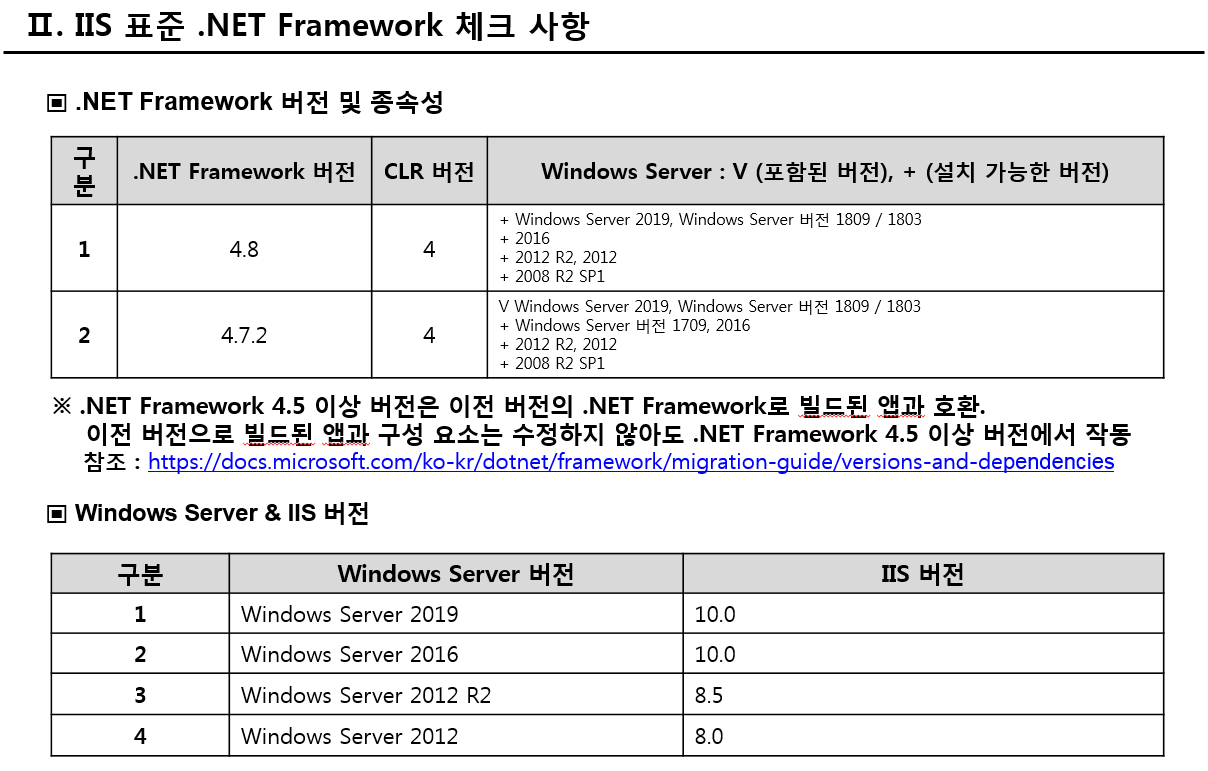 Ⅱ. IIS 표준 .NET Framework 체크 사항
▣ .NET Framework 버전 및 종속성
구분 .NET Framework 버전 CLR 버전 Windows Server : V (포함된 버전), + (설치 가능한 버전)
1 4.8 4
+ Windows Server 2019, Windows Server 버전 1809 / 1803
+ 2016
+ 2012 R2, 2012
+ 2008 R2 SP1
2 4.7.2 4
V Windows Server 2019, Windows Server 버전 1809 / 1803
+ Windows Server 버전 1709, 2016
+ 2012 R2, 2012
+ 2008 R2 SP1
※ .NET Framework 4.5 이상 버전은 이전 버전의 .NET Framework로 빌드된 앱과 호환.
이전 버전으로 빌드된 앱과 구성 요소는 수정하지 않아도 .NET Framework 4.5 이상 버전에서 작동
참조 : https://docs.microsoft.com/ko-kr/dotnet/framework/migration-guide/versions-and-dependencies
▣ Windows Server & IIS 버전
구분 Windows Server 버전 IIS 버전
1 Windows Server 2019 10.0
2 Windows Server 2016 10.0
3 Windows Server 2012 R2 8.5
4 Windows Server 2012 8.0